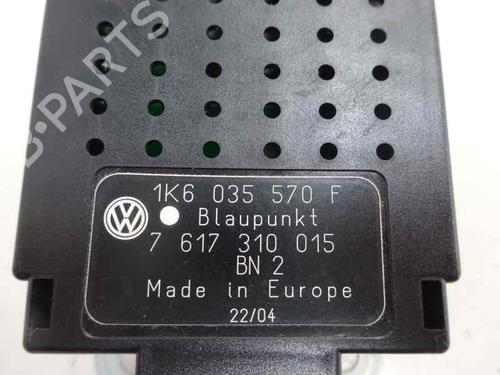 B-PARTS
1K6 035 570 F
Blaupunkt
7 617 310 015
BN 2
Made in Europe
22/04